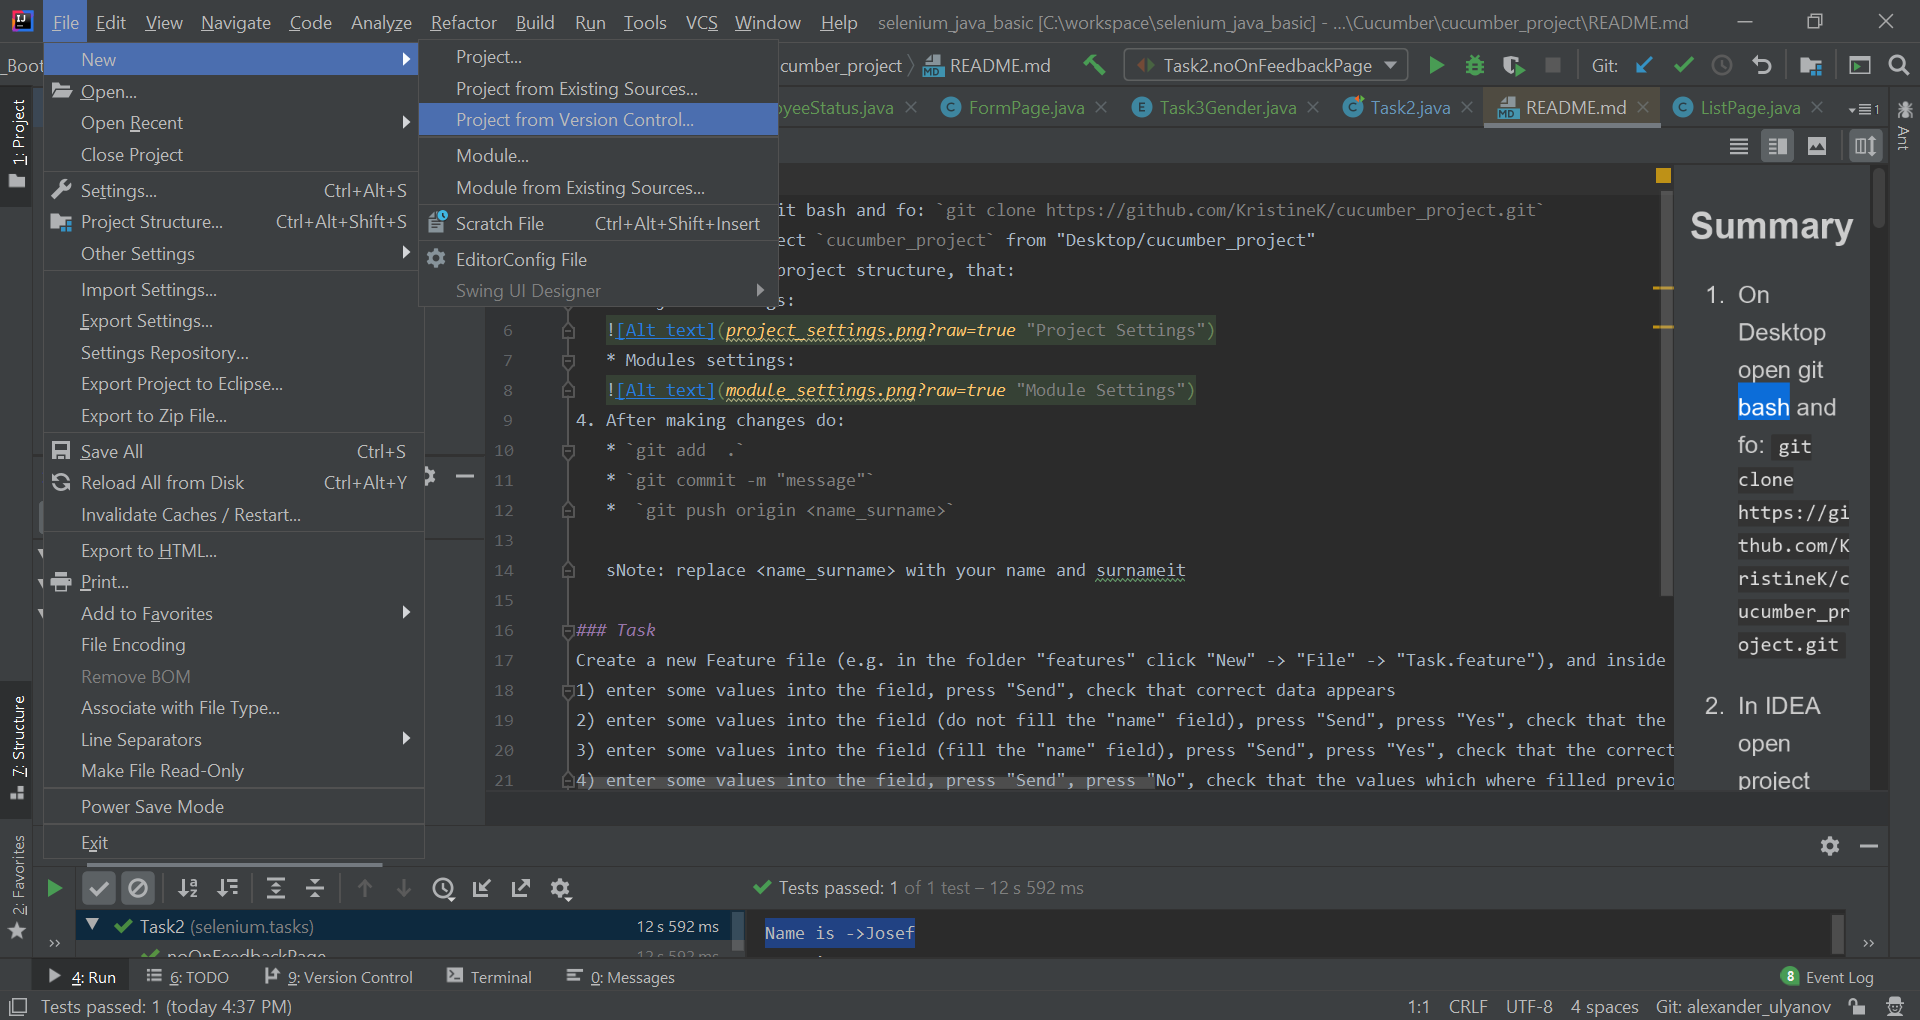 File Edit View Navigate Code Analyze Refactor Build Run Tools VCS Window Help selenium_java_basic [C:\workspace\selenium_java_basic] - ...\Cucumber\cucumber_project\README.md
_Boot
cumber_project README.md Task2.noOnFeedbackPage Git:
yeeStatus.java FormPage.java Task3Gender.java Task2.java README.md ListPage.java 1
1: Project
7: Structure
2: Favorites
Ant
New
Open...
Open Recent
Close Project
Settings... Ctrl+Alt+S
Project Structure... Ctrl+Alt+Shift+S
Other Settings
Import Settings...
Export Settings...
Settings Repository...
Export Project to Eclipse...
Export to Zip File...
Save All Ctrl+S
Reload All from Disk Ctrl+Alt+Y
Invalidate Caches / Restart...
Export to HTML...
Print...
Add to Favorites
File Encoding
Remove BOM
Associate with File Type...
Line Separators
Make File Read-Only
Power Save Mode
Exit
Project...
Project from Existing Sources...
Project from Version Control...
Module...
Module from Existing Sources...
Scratch File Ctrl+Alt+Shift+Insert
EditorConfig File
Swing UI Designer
it bash and fo: `git clone https://github.com/KristineK/cucumber_project.git`
ect `cucumber_project` from "Desktop/cucumber_project"
project structure, that:
s:
6 ![Alt text](project_settings.png?raw=true "Project Settings")
7 * Modules settings:
8 ![Alt text](module_settings.png?raw=true "Module Settings")
9 4. After making changes do:
10 * `git add  .`
11 * `git commit -m "message"`
12 *  `git push origin <name_surname>`
13
14 sNote: replace <name_surname> with your name and surnameit
15
16 ### Task
17 Create a new Feature file (e.g. in the folder "features" click "New" -> "File" -> "Task.feature"), and inside
18 1) enter some values into the field, press "Send", check that correct data appears
19 2) enter some values into the field (do not fill the "name" field), press "Send", press "Yes", check that the
20 3) enter some values into the field (fill the "name" field), press "Send", press "Yes", check that the correct
21 4) enter some values into the field, press "Send", press "No", check that the values which where filled previo
Summary
1. On
Desktop
open git
bash and
fo: git
clone
https://gi
thub.com/K
ristineK/c
ucumber_pr
oject.git
2. In IDEA
open
project
Tests passed: 1 of 1 test – 12 s 592 ms
Task2 (selenium.tasks) 12 s 592 ms
noOnFeedbackPage 12 s 592 ms
Name is ->Josef
4: Run 6: TODO 9: Version Control Terminal 0: Messages 8 Event Log
Tests passed: 1 (today 4:37 PM) 1:1 CRLF UTF-8 4 spaces Git: alexander_ulyanov